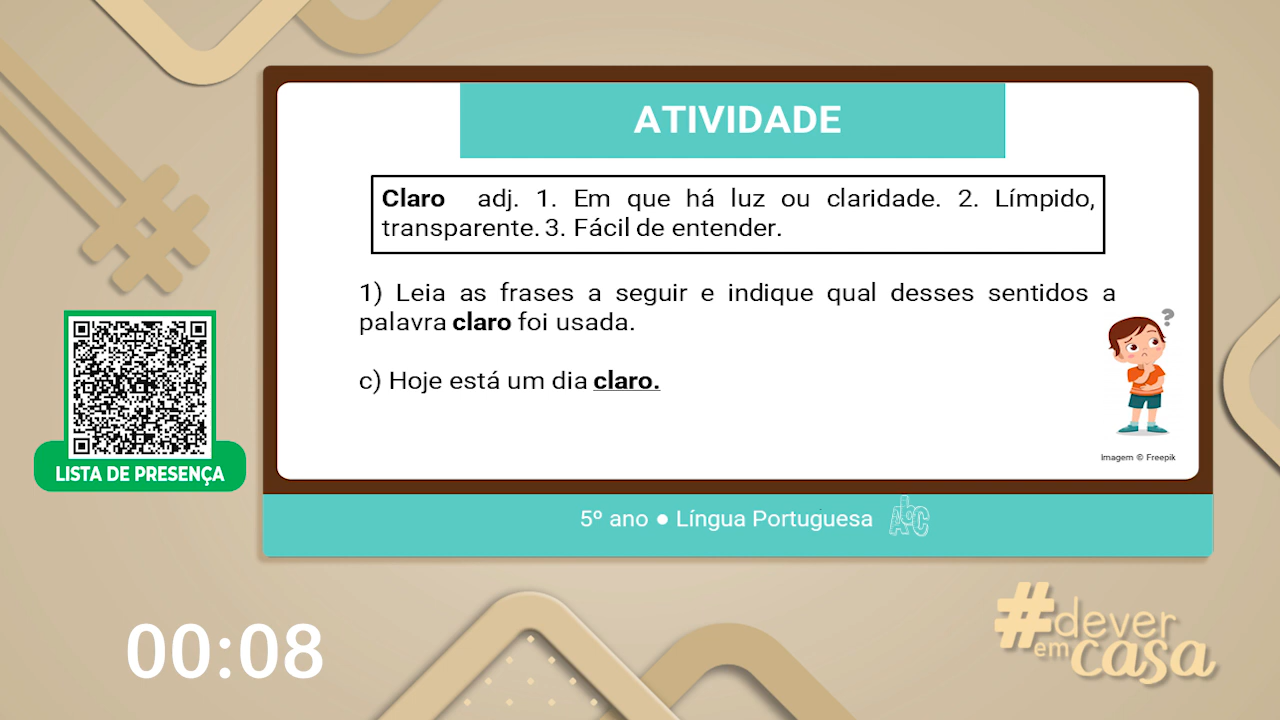 ATIVIDADE
Claro adj. 1. Em que há luz ou claridade. 2. Límpido,
transparente. 3. Fácil de entender.
1) Leia as frases a seguir e indique qual desses sentidos a
palavra claro foi usada.
?
c) Hoje está um dia claro.
Imagem © Freepik
LISTA DE PRESENÇA
5º ano ● Língua Portuguesa
AbC
00:08
#dever
em casa